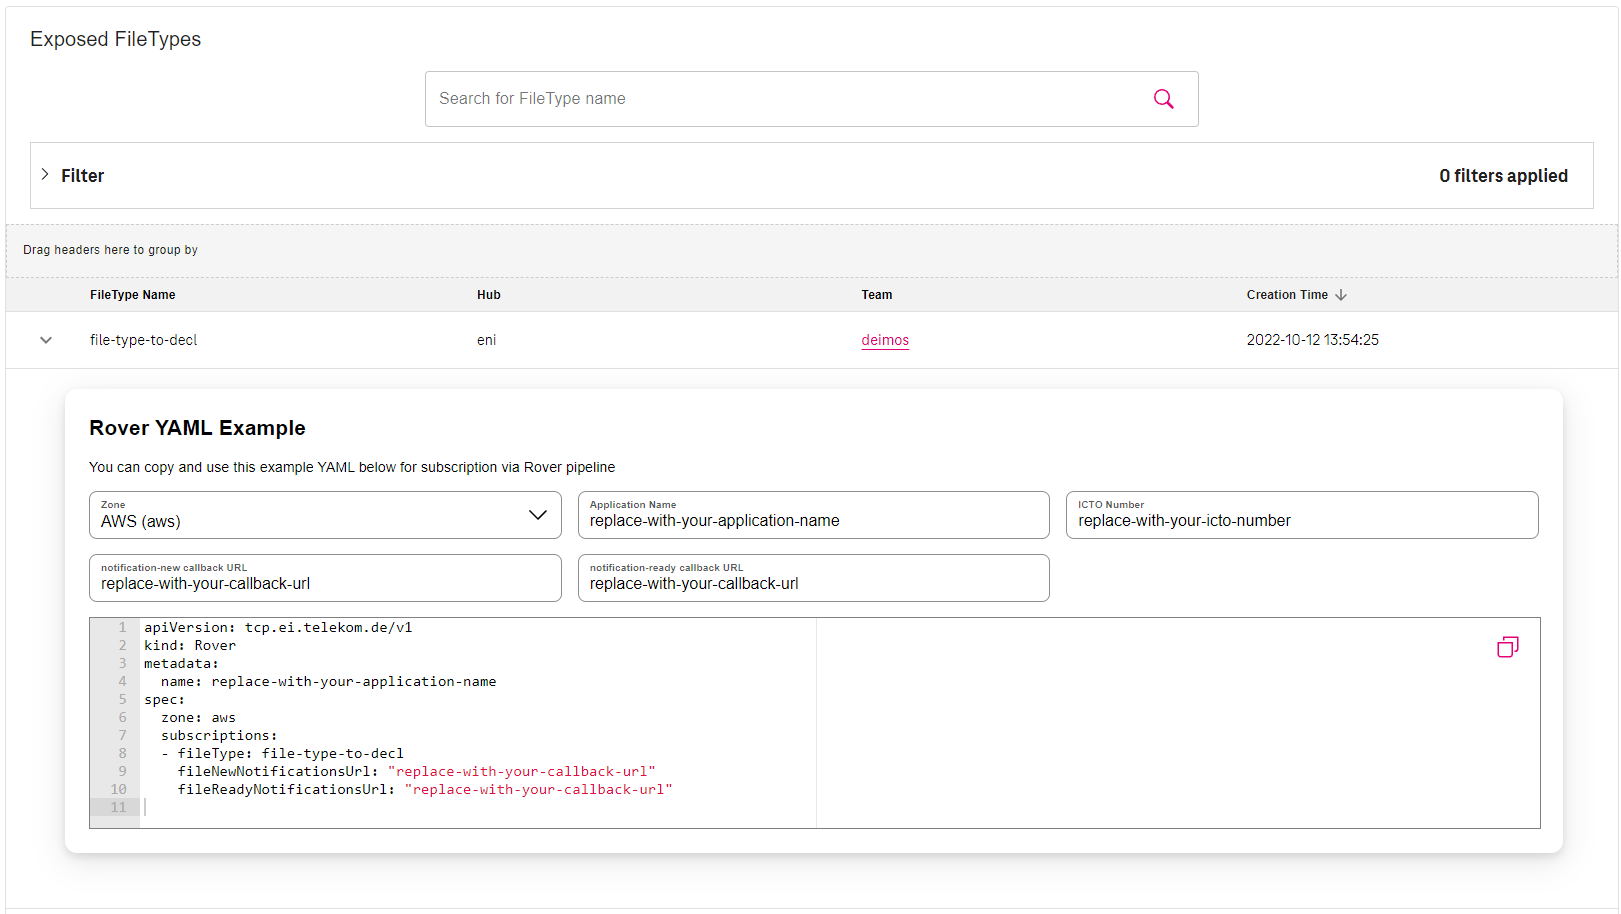 Exposed FileTypes
Search for FileType name
Filter
0 filters applied
Drag headers here to group by
FileType Name Hub Team Creation Time
file-type-to-decl eni deimos 2022-10-12 13:54:25
Rover YAML Example
You can copy and use this example YAML below for subscription via Rover pipeline
Zone
AWS (aws)
Application Name
replace-with-your-application-name
ICTO Number
replace-with-your-icto-number
notification-new callback URL
replace-with-your-callback-url
notification-ready callback URL
replace-with-your-callback-url
1 apiVersion: tcp.ei.telekom.de/v1
2 kind: Rover
3 metadata:
4   name: replace-with-your-application-name
5 spec:
6   zone: aws
7   subscriptions:
8   - fileType: file-type-to-decl
9     fileNewNotificationsUrl: "replace-with-your-callback-url"
10     fileReadyNotificationsUrl: "replace-with-your-callback-url"
11